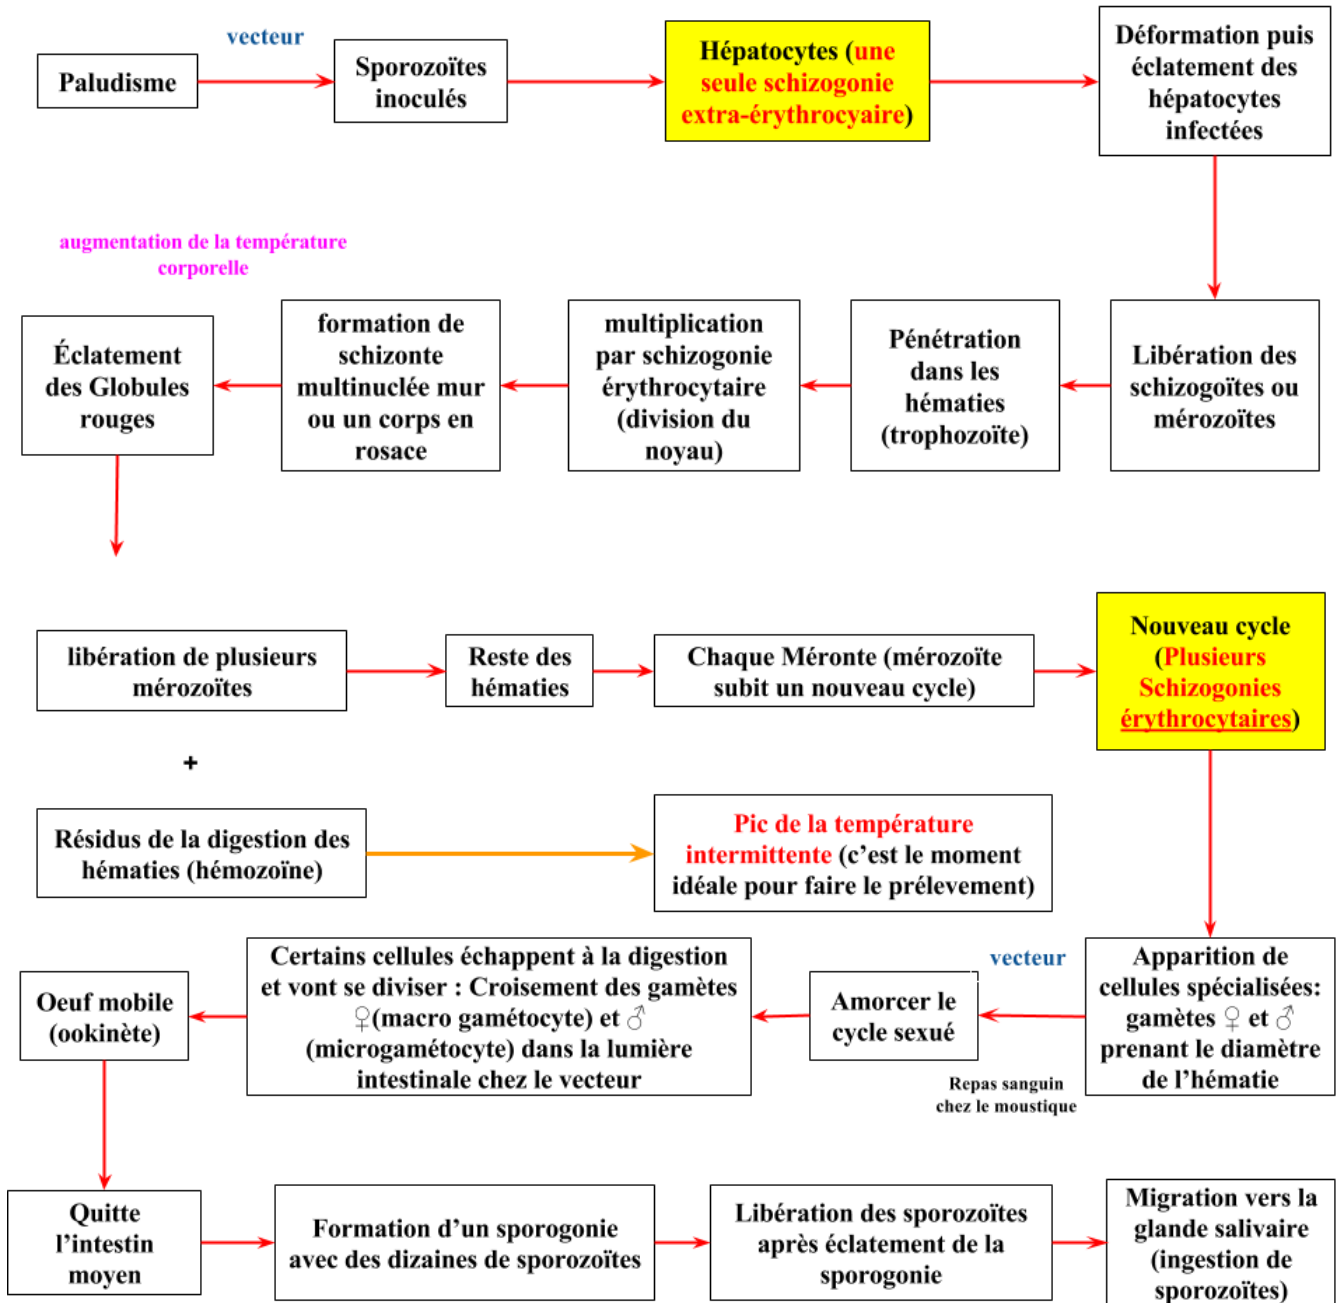 vecteur
Paludisme
Sporozoïtes
inoculés
Hépatocytes (une
seule schizogonie
extra-érythrocyaire)
Déformation puis
éclatement des
hépatocytes
infectées
augmentation de la température
corporelle
Éclatement
des Globules
rouges
formation de
schizonte
multinuclée mur
ou un corps en
rosace
multiplication
par schizogonie
érythrocytaire
(division du
noyau)
Pénétration
dans les
hématies
(trophozoïte)
Libération des
schizogoïtes ou
mérozoïtes
libération de plusieurs
mérozoïtes
Reste des
hématies
Chaque Méronte (mérozoïte
subit un nouveau cycle)
Nouveau cycle
(Plusieurs
Schizogonies
érythrocytaires)
+
Résidus de la digestion des
hématies (hémozoïne)
Pic de la température
intermittente (c'est le moment
idéale pour faire le prélevement)
Oeuf mobile
(ookinète)
Certains cellules échappent à la digestion
et vont se diviser : Croisement des gamètes
♀(macro gamétocyte) et ♂
(microgamétocyte) dans la lumière
intestinale chez le vecteur
Amorcer le
cycle sexué
vecteur
Repas sanguin
chez le moustique
Apparition de
cellules spécialisées:
gamètes ♀ et ♂
prenant le diamètre
de l'hématie
Quitte
l'intestin
moyen
Formation d'un sporogonie
avec des dizaines de sporozoïtes
Libération des sporozoïtes
après éclatement de la
sporogonie
Migration vers la
glande salivaire
(ingestion de
sporozoïtes)